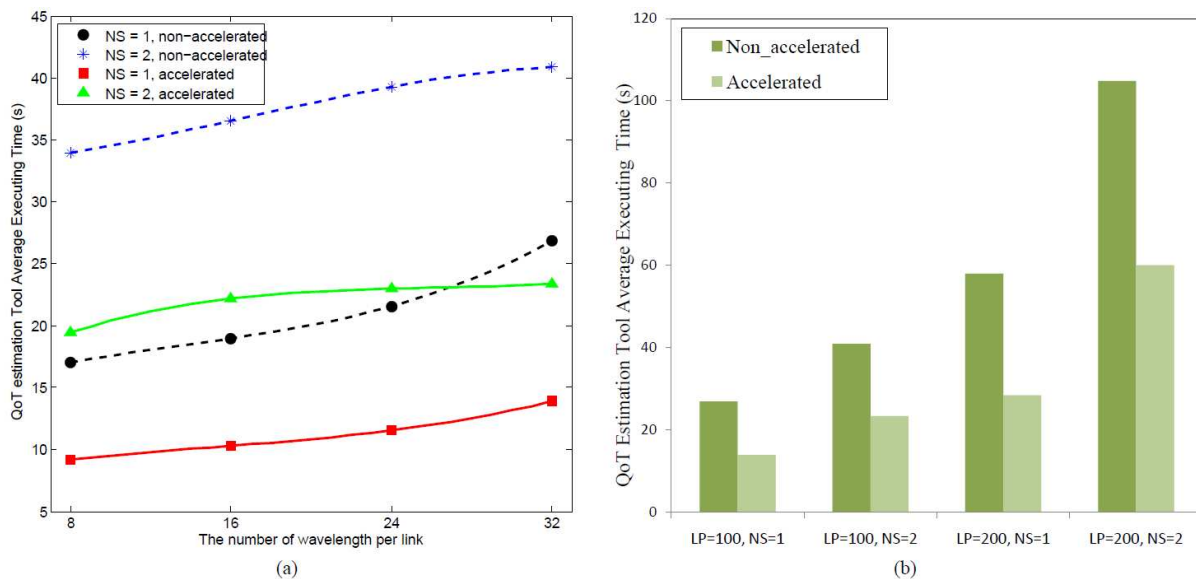 45
40
35
30
25
20
15
10
5
QoT estimation Tool Average Executing Time (s)
NS = 1, non-accelerated
NS = 2, non-accelerated
NS = 1, accelerated
NS = 2, accelerated
8
16
24
32
The number of wavelength per link
(a)
120
100
80
60
40
20
0
QoT Estimation Tool Average Executing Time (s)
Non_accelerated
Accelerated
LP=100, NS=1
LP=100, NS=2
LP=200, NS=1
LP=200, NS=2
(b)